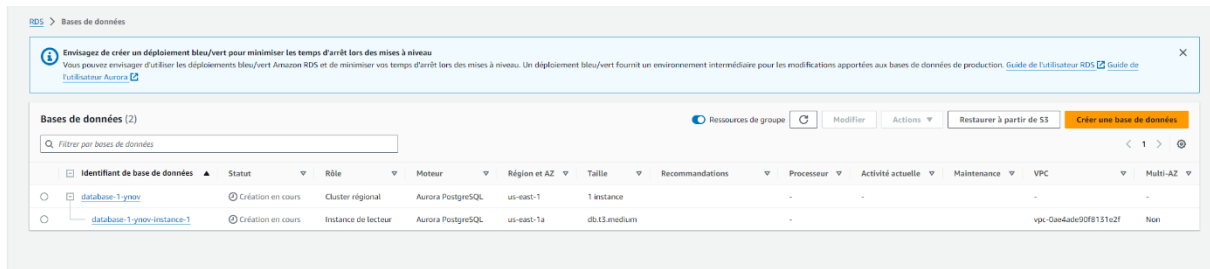 RDS > Bases de données
Envisagez de créer un déploiement bleu/vert pour minimiser les temps d'arrêt lors des mises à niveau
Vous pouvez envisager d'utiliser les déploiements bleu/vert Amazon RDS et de minimiser vos temps d'arrêt lors des mises à niveau. Un déploiement bleu/vert fournit un environnement intermédiaire pour les modifications apportées aux bases de données de production. Guide de l'utilisateur RDS Guide de
l'utilisateur Aurora
Bases de données (2) Ressources de groupe Modifier Actions Restaurer à partir de S3 Créer une base de données
Filtrer par bases de données < 1 >
Identifiant de base de données Statut Rôle Moteur Région et AZ Taille Recommandations Processeur Activité actuelle Maintenance VPC Multi-AZ
database-1-ynov Création en cours Cluster régional Aurora PostgreSQL us-east-1 1 instance - - - -
database-1-ynov-instance-1 Création en cours Instance de lecteur Aurora PostgreSQL us-east-1a db.t3.medium - vpc-0ae4ade90f8131e2f Non